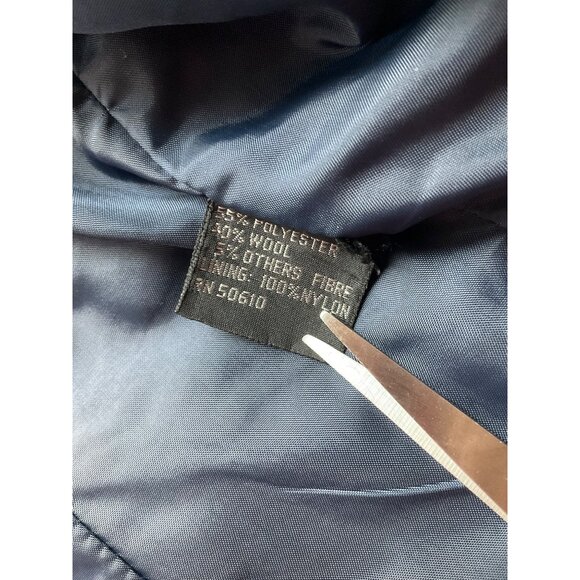 55% POLYESTER
40% WOOL
5% OTHERS FIBRE
LINING: 100% NYLON
RN 50610